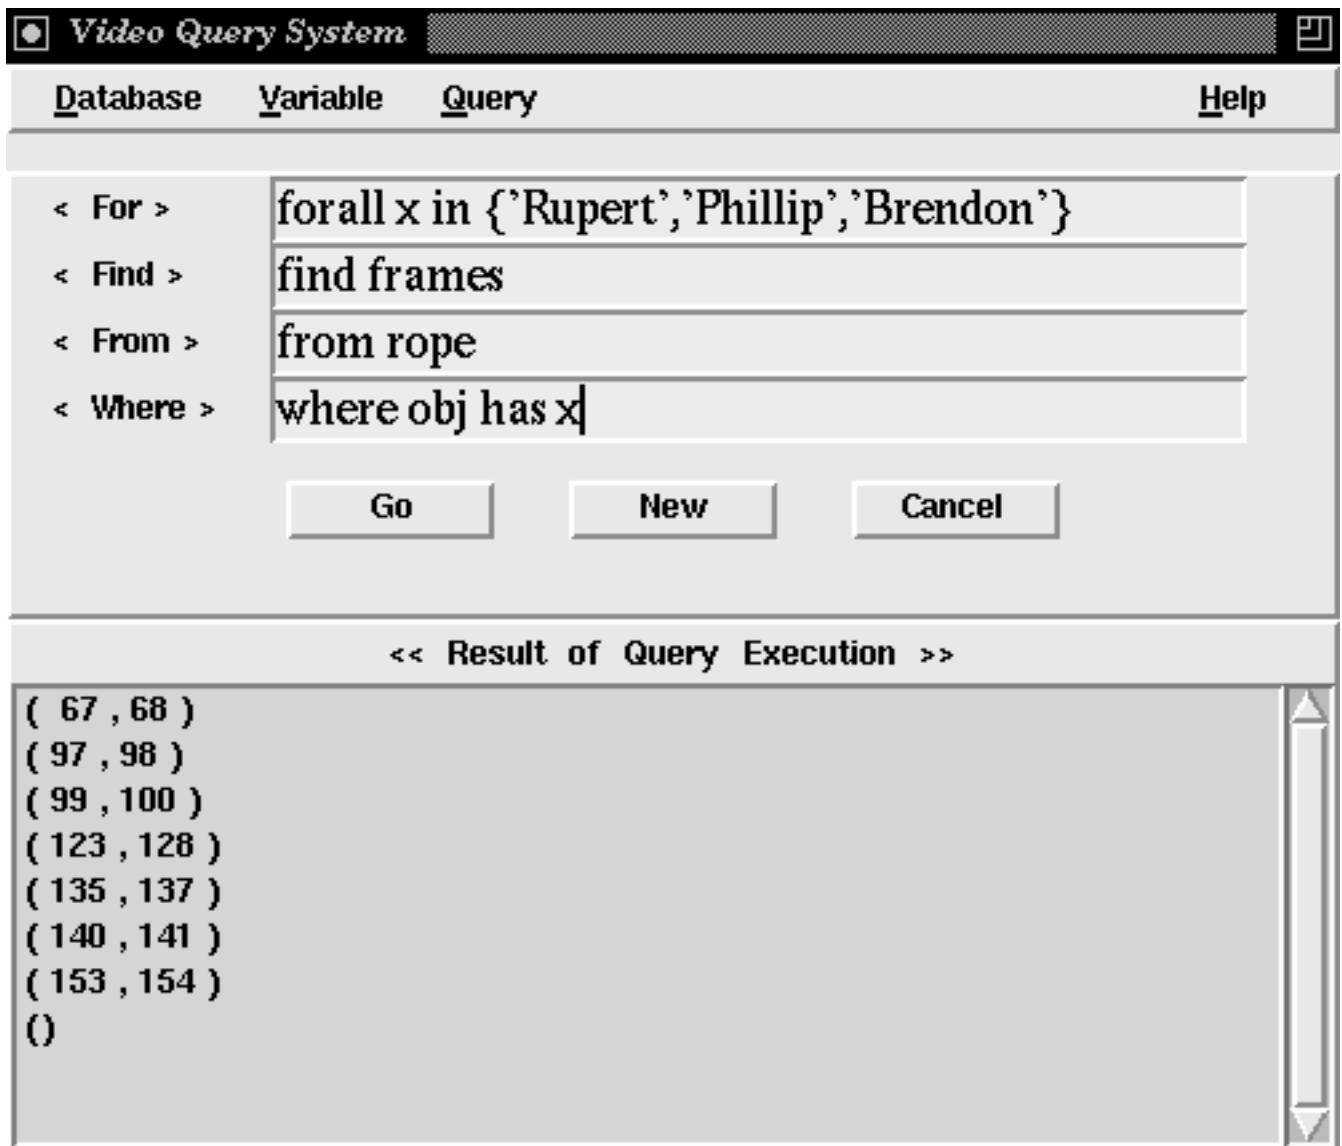 Video Query System
Database Variable Query Help
< For > forall x in {’Rupert’,’Phillip’,’Brendon’}
< Find > find frames
< From > from rope
< Where > where obj has x
Go New Cancel
<< Result of Query Execution >>
( 67 , 68 )
( 97 , 98 )
( 99 , 100 )
( 123 , 128 )
( 135 , 137 )
( 140 , 141 )
( 153 , 154 )
()